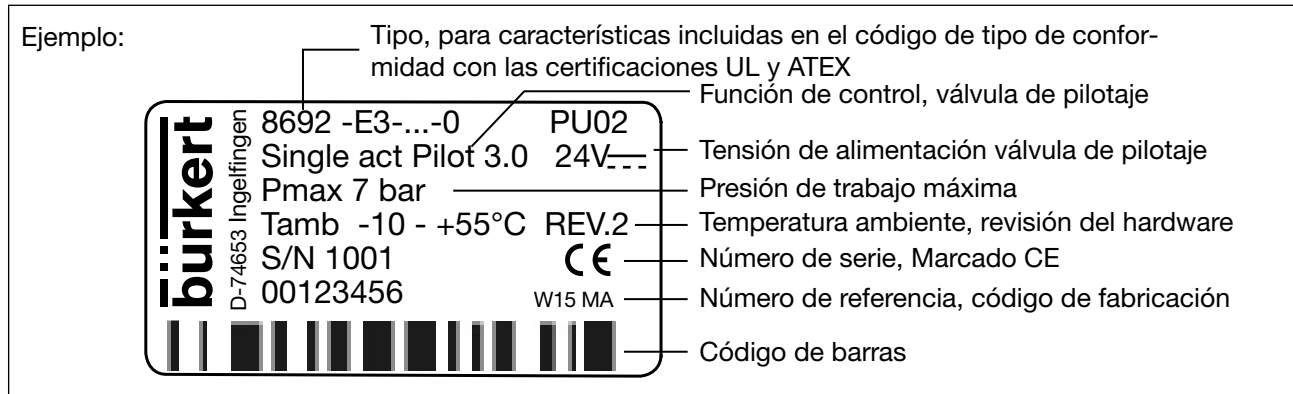 Ejemplo:
Tipo, para características incluidas en el código de tipo de confor-
midad con las certificaciones UL y ATEX
Función de control, válvula de pilotaje
Tensión de alimentación válvula de pilotaje
Presión de trabajo máxima
Temperatura ambiente, revisión del hardware
Número de serie, Marcado CE
Número de referencia, código de fabricación
Código de barras
bürkert
D-74653 Ingelfingen
8692 -E3-...-0 PU02
Single act Pilot 3.0 24V
Pmax 7 bar
Tamb -10 - +55°C REV.2
S/N 1001 CE
00123456 W15 MA